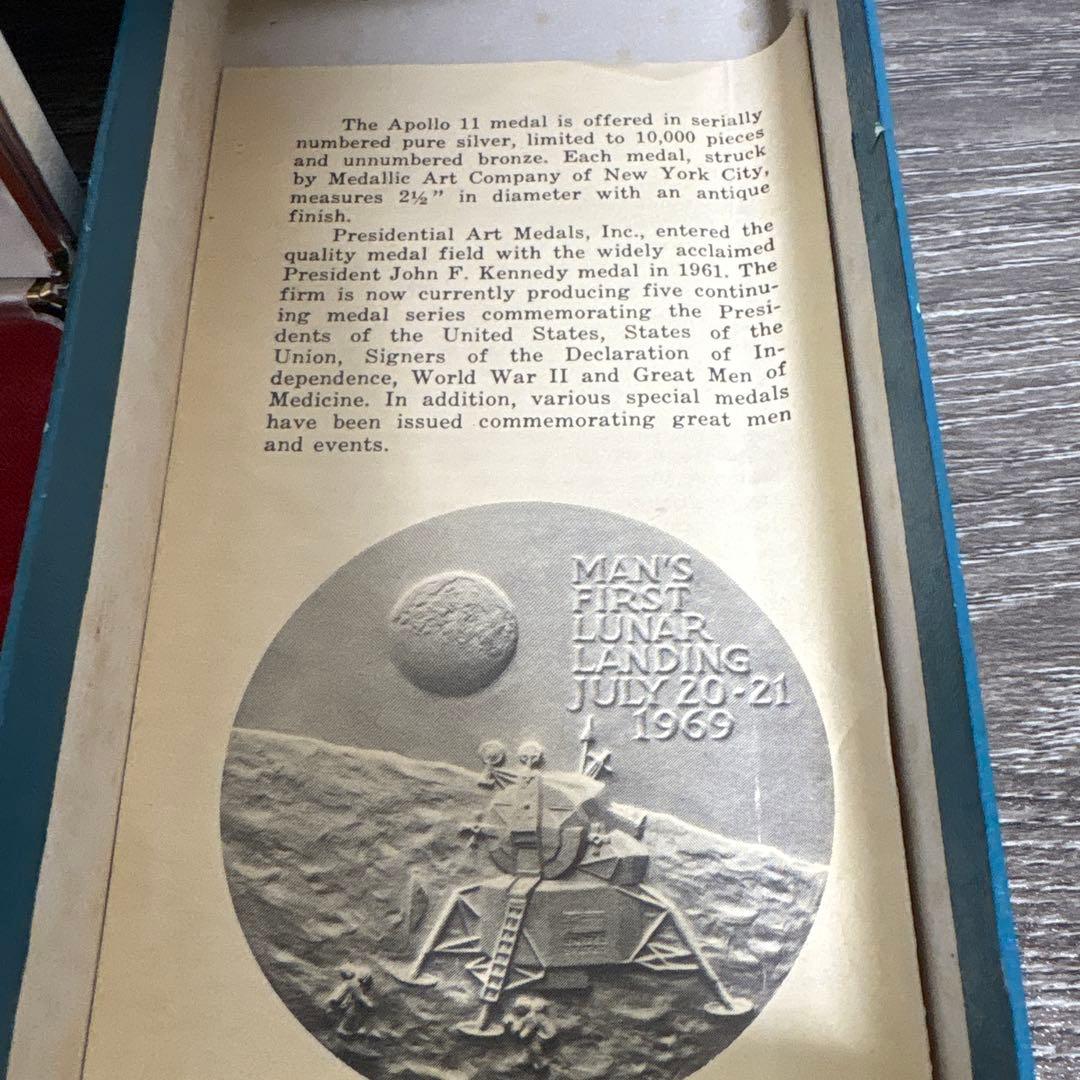 The Apollo 11 medal is offered in serially
numbered pure silver, limited to 10,000 pieces
and unnumbered bronze. Each medal, struck
by Medallic Art Company of New York City,
measures 2½" in diameter with an antique
finish.
Presidential Art Medals, Inc., entered the
quality medal field with the widely acclaimed
President John F. Kennedy medal in 1961. The
firm is now currently producing five continu-
ing medal series commemorating the Presi-
dents of the United States, States of the
Union, Signers of the Declaration of In-
dependence, World War II and Great Men of
Medicine. In addition, various special medals
have been issued commemorating great men
and events.
MAN'S
FIRST
LUNAR
LANDING
JULY 20-21
1969